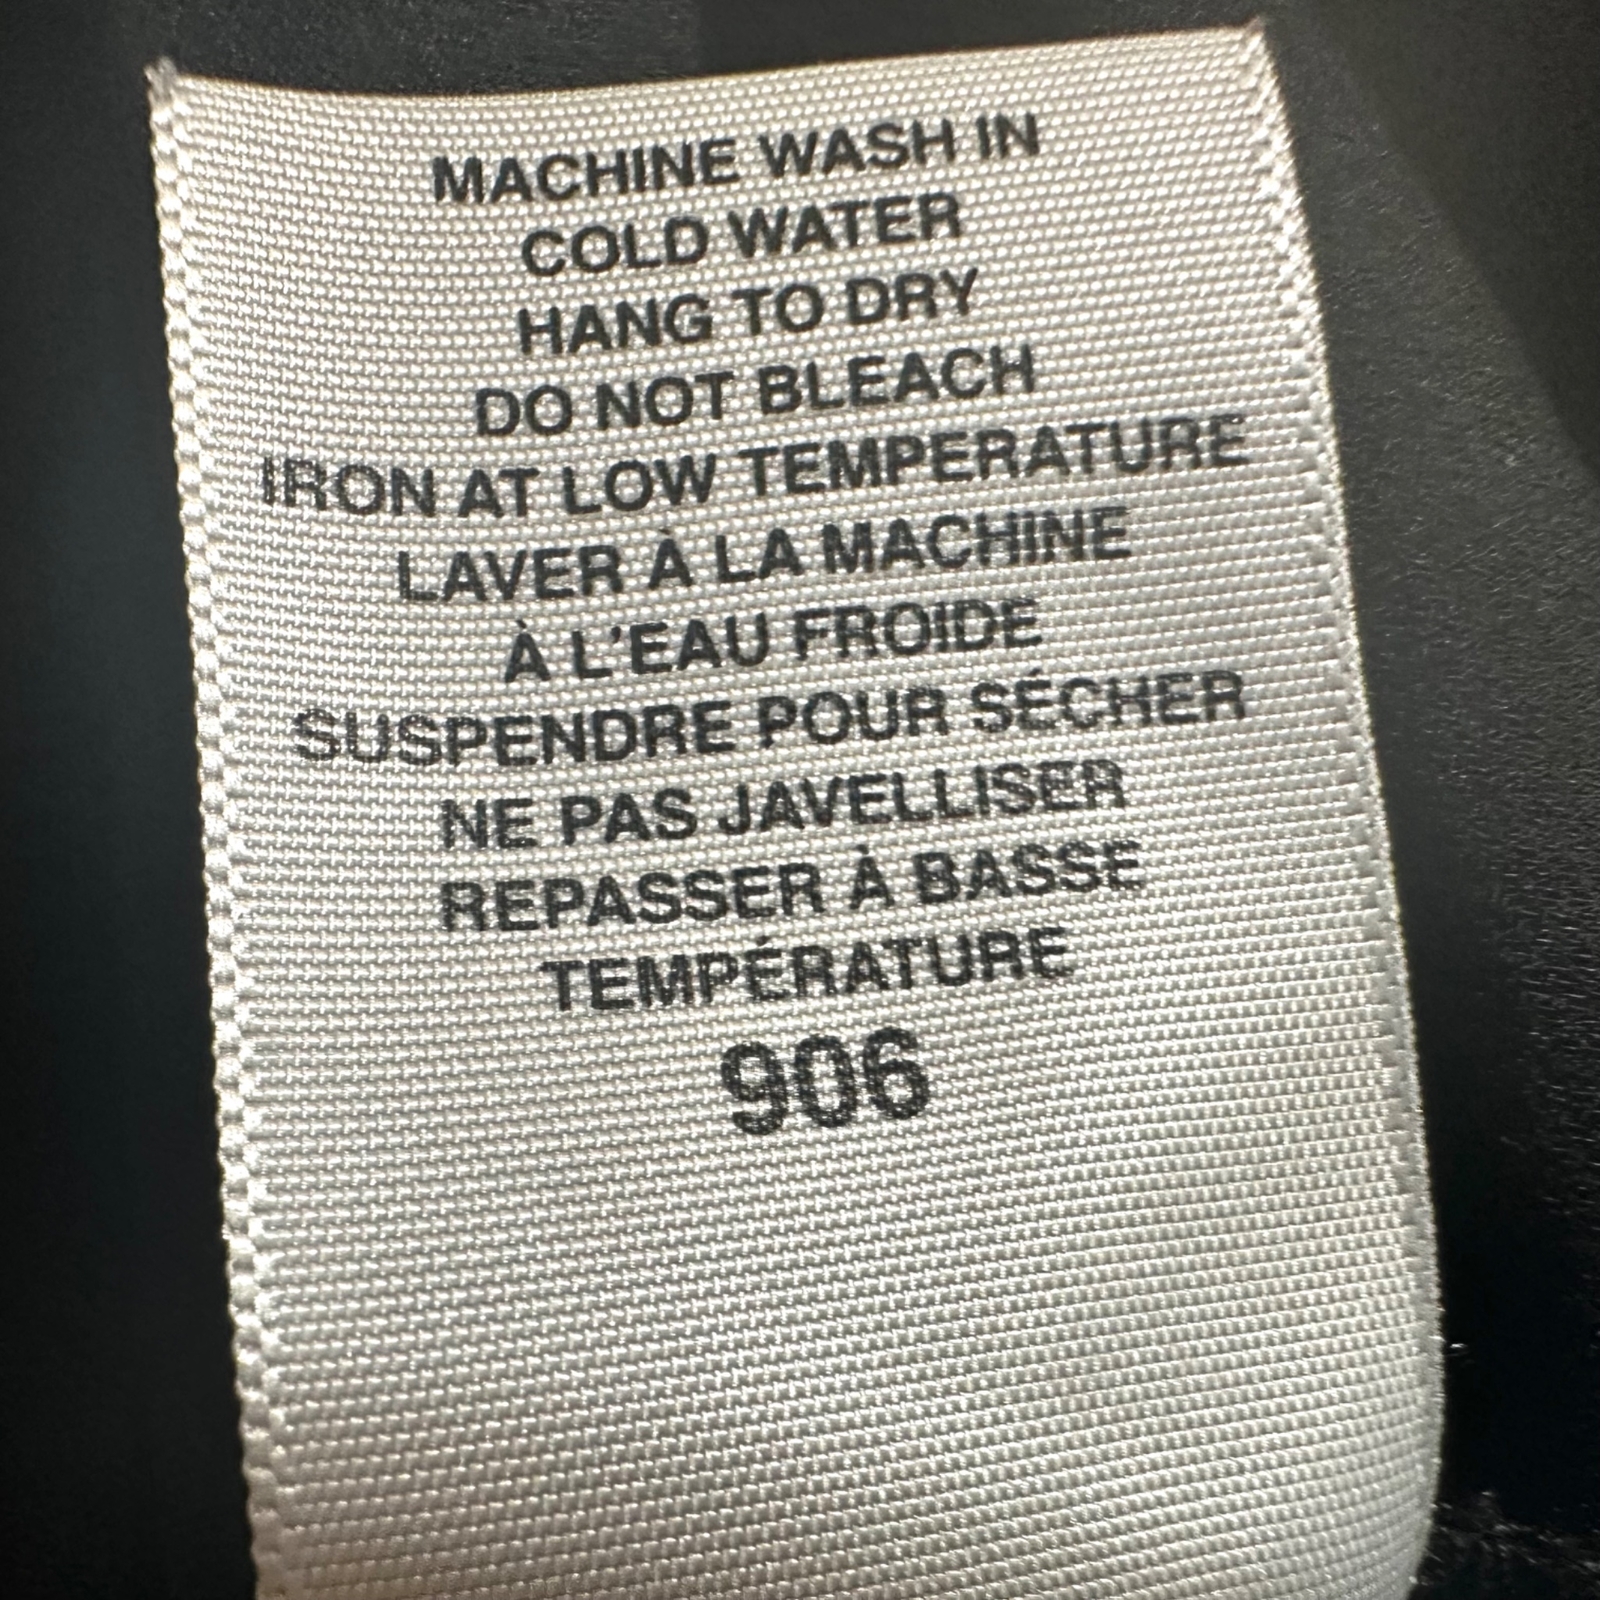 MACHINE WASH IN
COLD WATER
HANG TO DRY
DO NOT BLEACH
IRON AT LOW TEMPERATURE
LAVER À LA MACHINE
À L'EAU FROIDE
SUSPENDRE POUR SÉCHER
NE PAS JAVELLISER
REPASSER À BASSE
TEMPÉRATURE
906